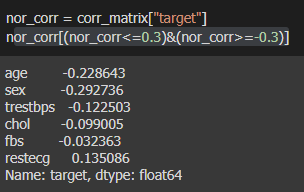 nor_corr = corr_matrix["target"]
nor_corr[(nor_corr<=0.3)&(nor_corr>=-0.3)]
age -0.228643
sex -0.292736
trestbps -0.122503
chol -0.099005
fbs -0.032363
restecg 0.135086
Name: target, dtype: float64